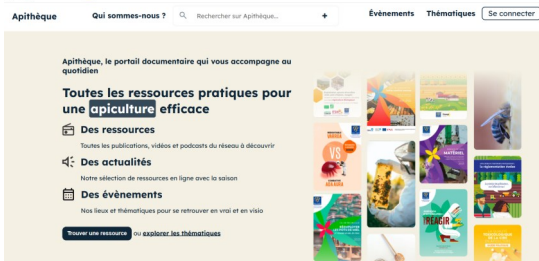 Apithèque
Qui sommes-nous ?
Rechercher sur Apithèque...
+
Évènements
Thématiques
Se connecter
Apithèque, le portail documentaire qui vous accompagne au
quotidien
Toutes les ressources pratiques pour
une apiculture efficace
Des ressources
Toutes les publications, vidéos et podcasts du réseau à découvrir
Des actualités
Notre sélection de ressources en ligne avec la saison
Des évènements
Nos lieux et thématiques pour se retrouver en vrai et en visio
Trouver une ressource ou explorer les thématiques
VS
MATÉRIEL
RÉAGIR